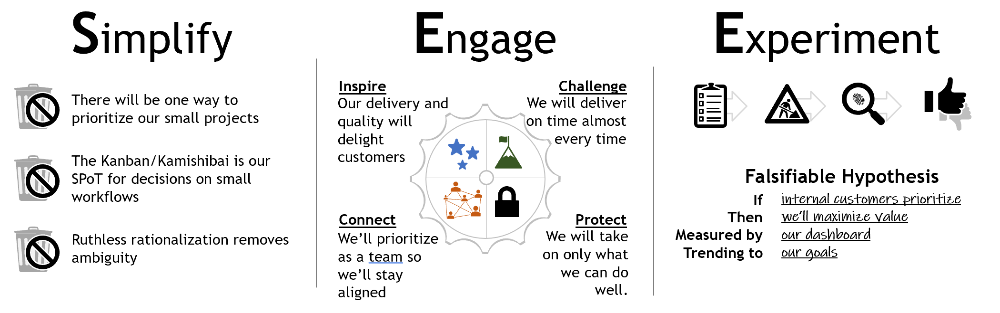 Simplify
There will be one way to
prioritize our small projects
The Kanban/Kamishibai is our
SPoT for decisions on small
workflows
Ruthless rationalization removes
ambiguity
Engage
Inspire
Our delivery and
quality will
delight
customers
Challenge
We will deliver
on time almost
every time
Connect
We'll prioritize
as a team so
we'll stay
aligned
Protect
We will take
on only what
we can do
well.
Experiment
Falsifiable Hypothesis
If internal customers prioritize
Then we'll maximize value
Measured by our dashboard
Trending to our goals